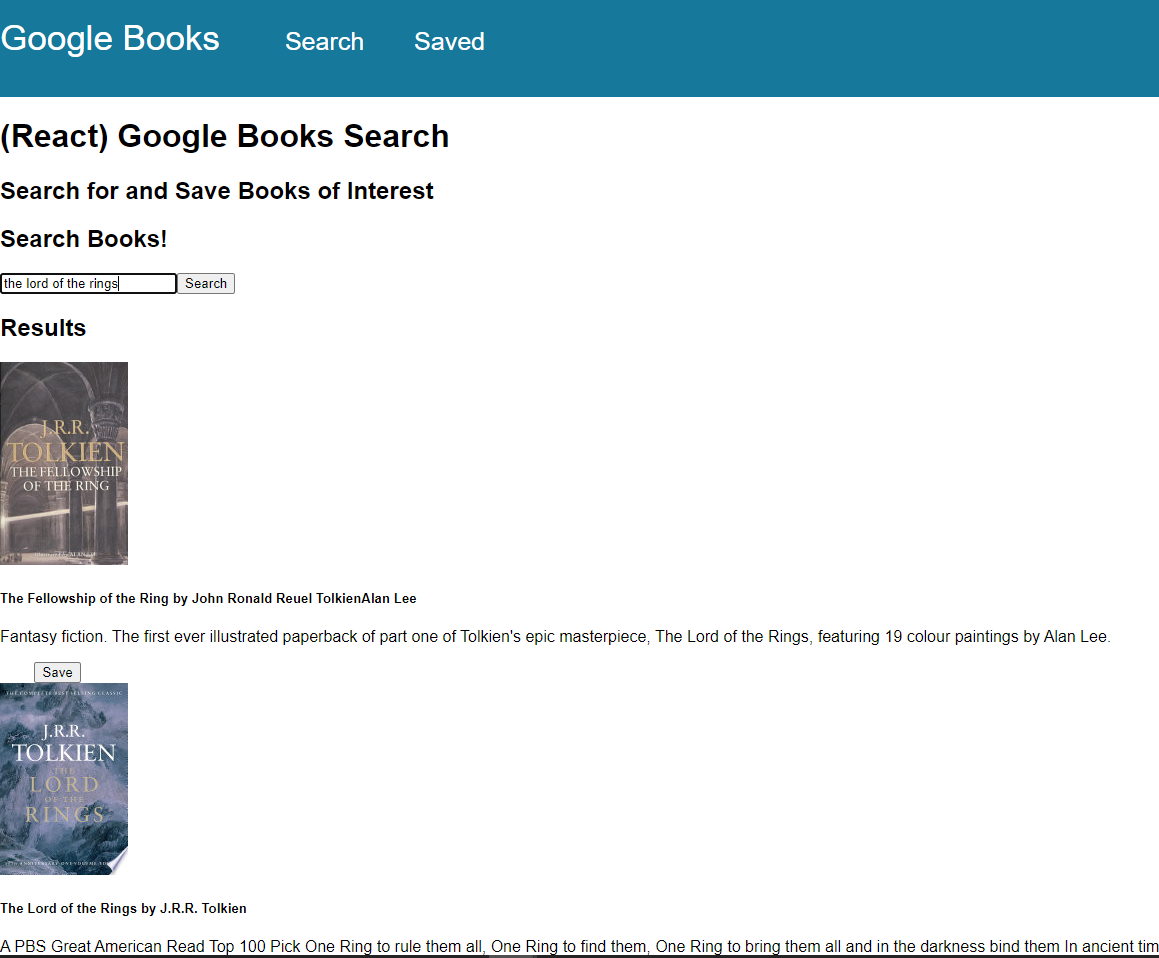 Google Books Search Saved
(React) Google Books Search
Search for and Save Books of Interest
Search Books!
the lord of the rings Search
Results
J.R.R.
TOLKIEN
THE FELLOWSHIP
OF THE RING
The Fellowship of the Ring by John Ronald Reuel TolkienAlan Lee
Fantasy fiction. The first ever illustrated paperback of part one of Tolkien's epic masterpiece, The Lord of the Rings, featuring 19 colour paintings by Alan Lee.
Save
THE COMPLETE BEST-SELLING CLASSIC
J.R.R.
TOLKIEN
THE
LORD
OF THE
RINGS
The Lord of the Rings by J.R.R. Tolkien
A PBS Great American Read Top 100 Pick One Ring to rule them all, One Ring to find them, One Ring to bring them all and in the darkness bind them In ancient tim